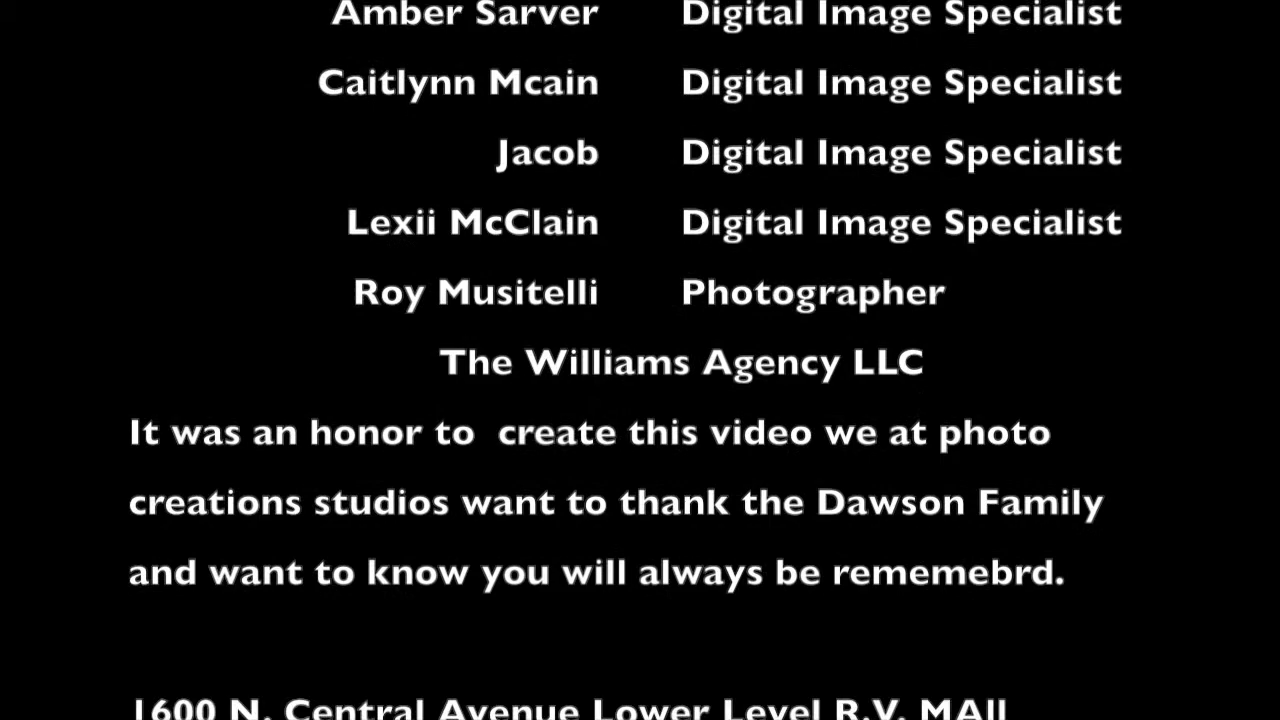 Amber Sarver Digital Image Specialist
Caitlynn Mcain Digital Image Specialist
Jacob Digital Image Specialist
Lexii McClain Digital Image Specialist
Roy Musitelli Photographer
The Williams Agency LLC
It was an honor to  create this video we at photo
creations studios want to thank the Dawson Family
and want to know you will always be rememebrd.
1600 N. Central Avenue Lower Level R.V. MAll